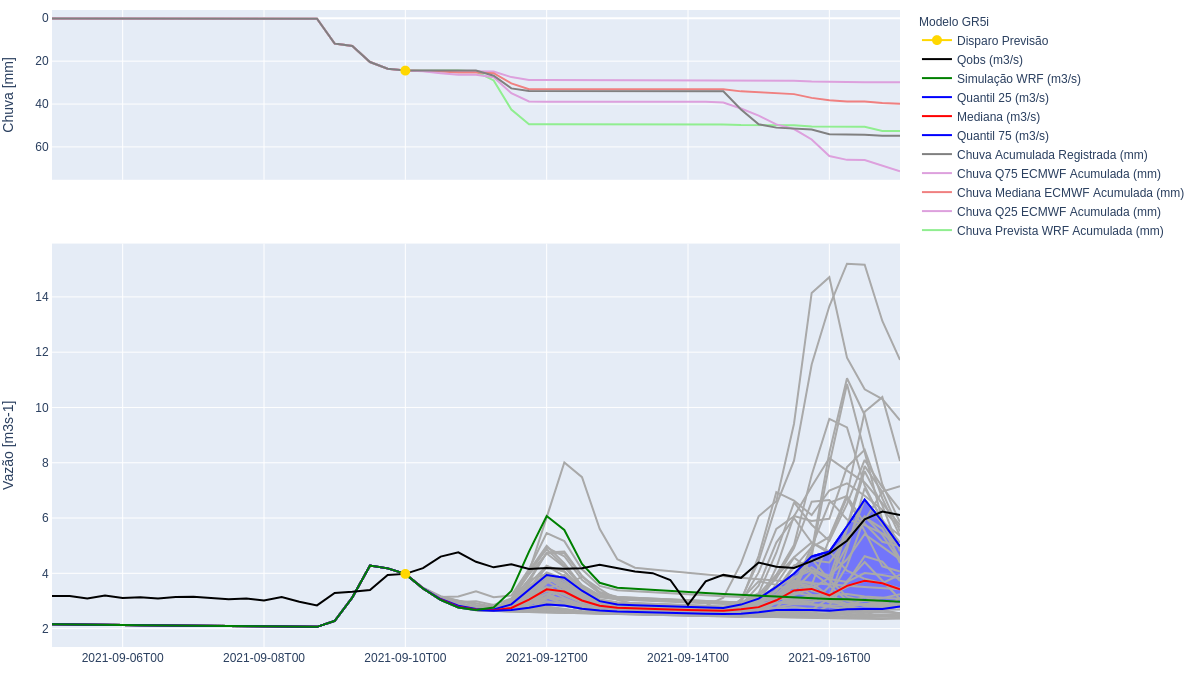 Chuva [mm]
0
20
40
60
Modelo GR5i
Disparo Previsão
Qobs (m3/s)
Simulação WRF (m3/s)
Quantil 25 (m3/s)
Mediana (m3/s)
Quantil 75 (m3/s)
Chuva Acumulada Registrada (mm)
Chuva Q75 ECMWF Acumulada (mm)
Chuva Mediana ECMWF Acumulada (mm)
Chuva Q25 ECMWF Acumulada (mm)
Chuva Prevista WRF Acumulada (mm)
Vazão [m3s-1]
14
12
10
8
6
4
2
2021-09-06T00 2021-09-08T00 2021-09-10T00 2021-09-12T00 2021-09-14T00 2021-09-16T00